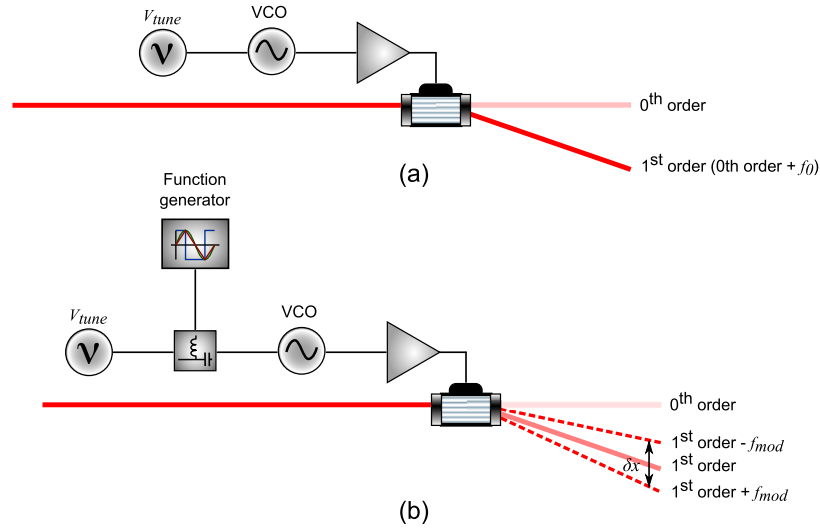 V_tune
VCO
V
0th order
1st order (0th order + f_0)
(a)
Function
generator
V_tune
VCO
V
0th order
1st order - f_mod
δx
1st order
1st order + f_mod
(b)